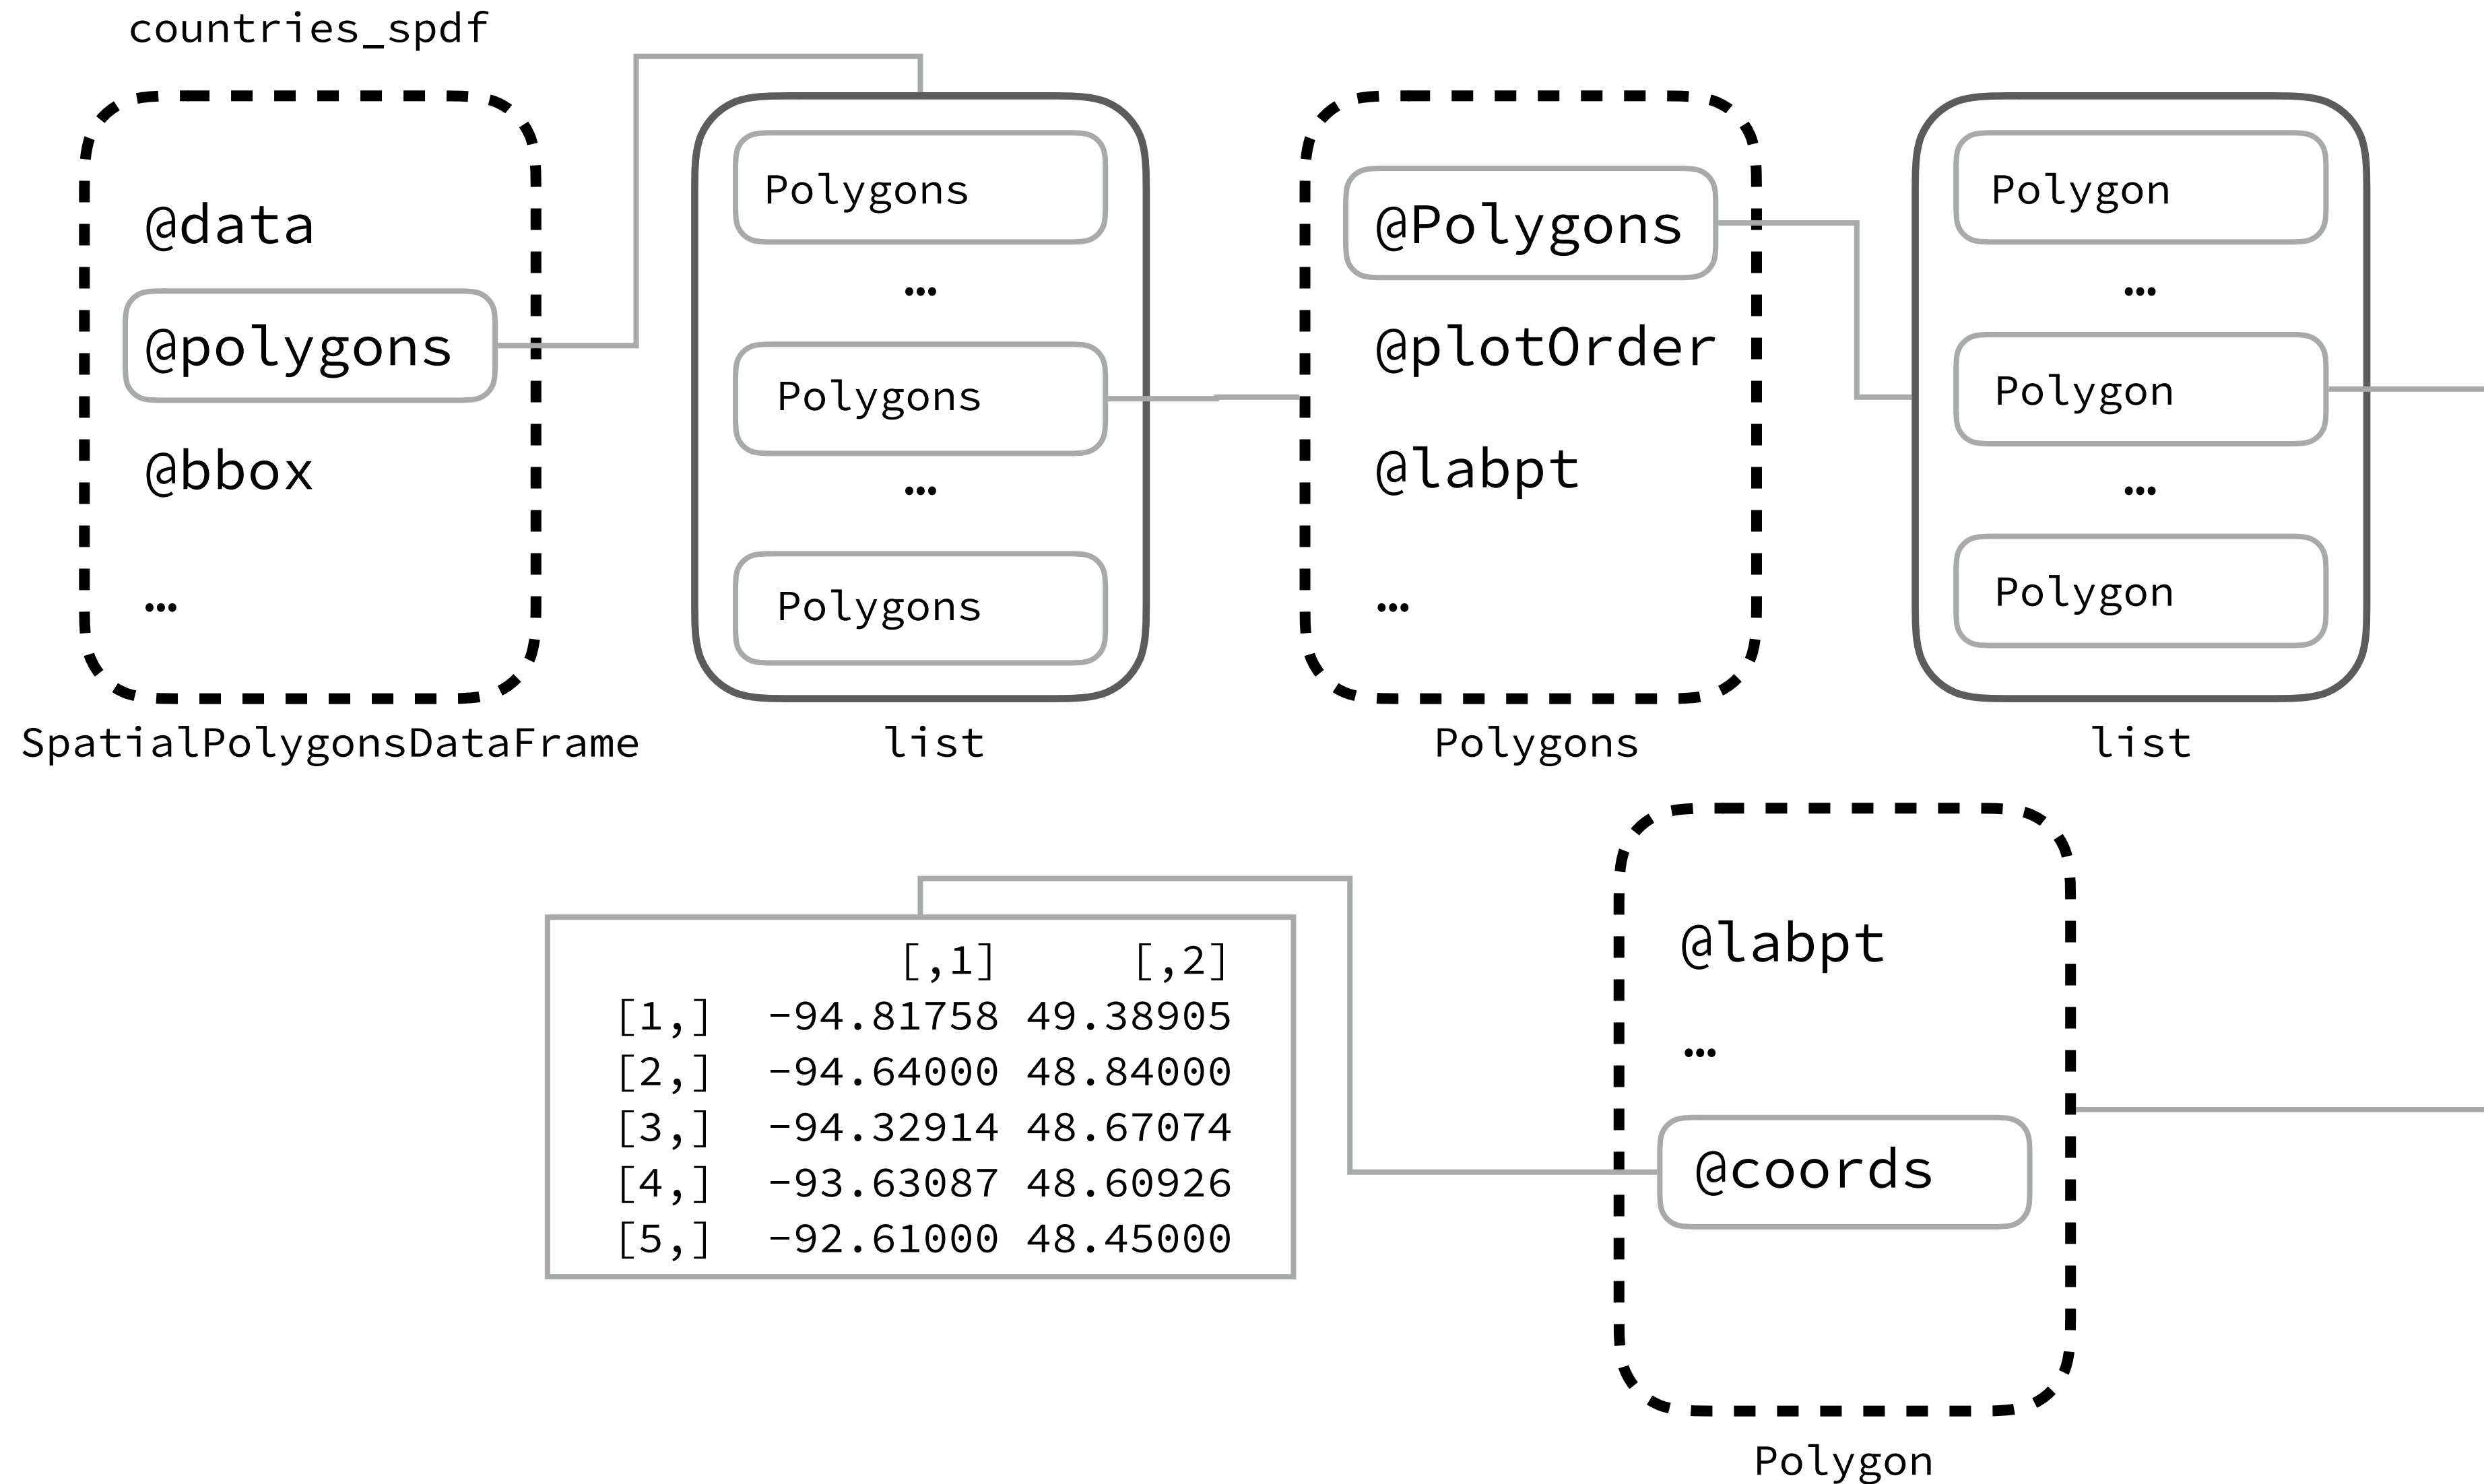 countries_spdf
@data
@polygons
@bbox
…
SpatialPolygonsDataFrame
Polygons
…
Polygons
…
Polygons
list
@Polygons
@plotOrder
@labpt
…
Polygons
Polygon
…
Polygon
…
Polygon
list
[,1] [,2]
[1,] -94.81758 49.38905
[2,] -94.64000 48.84000
[3,] -94.32914 48.67074
[4,] -93.63087 48.60926
[5,] -92.61000 48.45000
@labpt
…
@coords
Polygon